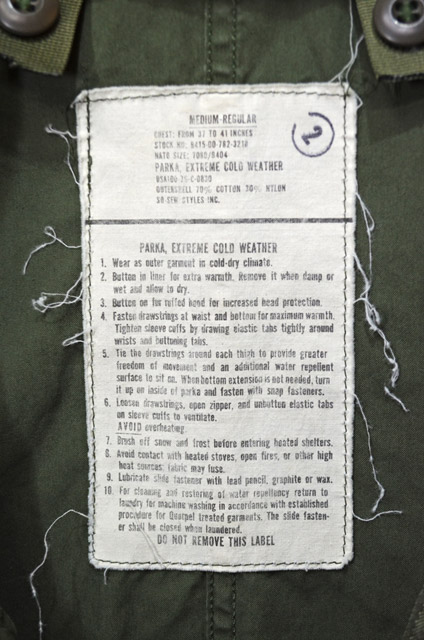 MEDIUM-REGULAR
CHEST: FROM 37 TO 41 INCHES
STOCK NO. 8415-00-782-3218
NATO SIZE: 7080/9404
PARKA, EXTREME COLD WEATHER
DSA100-75-C-0820
OUTERSHELL 70% COTTON 30% NYLON
SO-SEW STYLES INC.
2
PARKA, EXTREME COLD WEATHER
1. Wear as outer garment in cold-dry climate.
2. Button in liner for extra warmth. Remove it when damp or
wet and allow to dry.
3. Button on fur ruffed hood for increased head protection.
4. Fasten drawstrings at waist and bottom for maximum warmth.
Tighten sleeve cuffs by drawing elastic tabs tightly around
wrists and buttoning tabs.
5. Tie the drawstrings around each thigh to provide greater
freedom of movement and an additional water repellent
surface to sit on. When bottom extension is not needed, turn
it up on inside of parka and fasten with snap fasteners.
6. Loosen drawstrings, open zipper, and unbutton elastic tabs
on sleeve cuffs to ventilate.
AVOID overheating.
7. Brush off snow and frost before entering heated shelters.
8. Avoid contact with heated stoves, open fires, or other high
heat sources; fabric may fuse.
9. Lubricate slide fastener with lead pencil, graphite or wax.
10. For cleaning and restoring of water repellency return to
laundry for machine washing in accordance with established
procedure for Quarpel treated garments. The slide fasten-
er shall be closed when laundered.
DO NOT REMOVE THIS LABEL